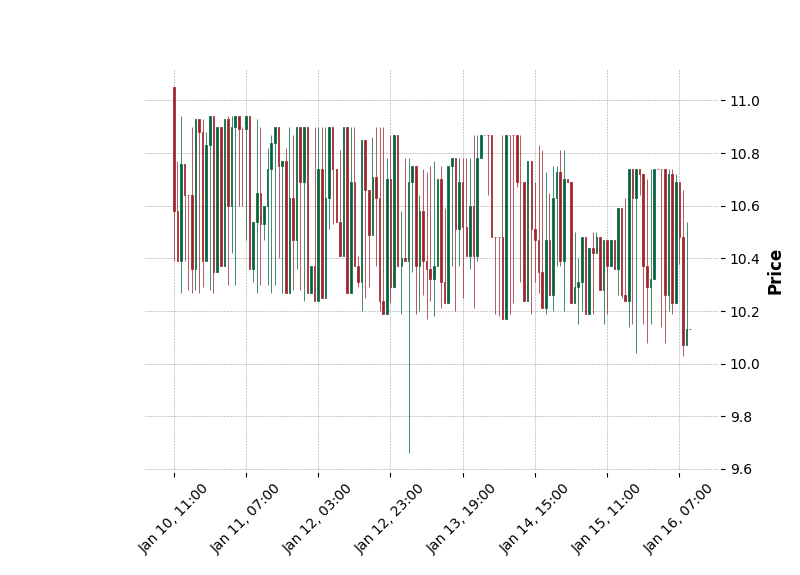 11.0
10.8
10.6
10.4
10.2
10.0
9.8
9.6
Price
Jan 10, 11:00
Jan 11, 07:00
Jan 12, 03:00
Jan 12, 23:00
Jan 13, 19:00
Jan 14, 15:00
Jan 15, 11:00
Jan 16, 07:00